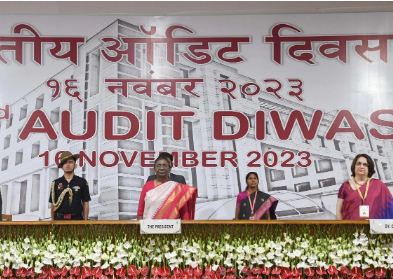 तीय ऑडिट दिवस
१६ नवंबर २०२३
AUDIT DIWAS
16 NOVEMBER 2023
THE PRESIDENT